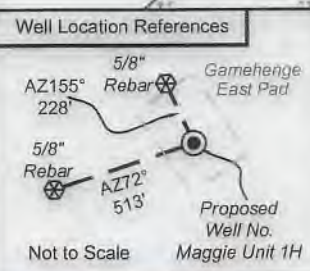 Well Location References
5/8"
Rebar
AZ155°
228'
Gamehenge
East Pad
5/8"
Rebar
AZ72°
513'
Proposed
Well No.
Maggie Unit 1H
Not to Scale